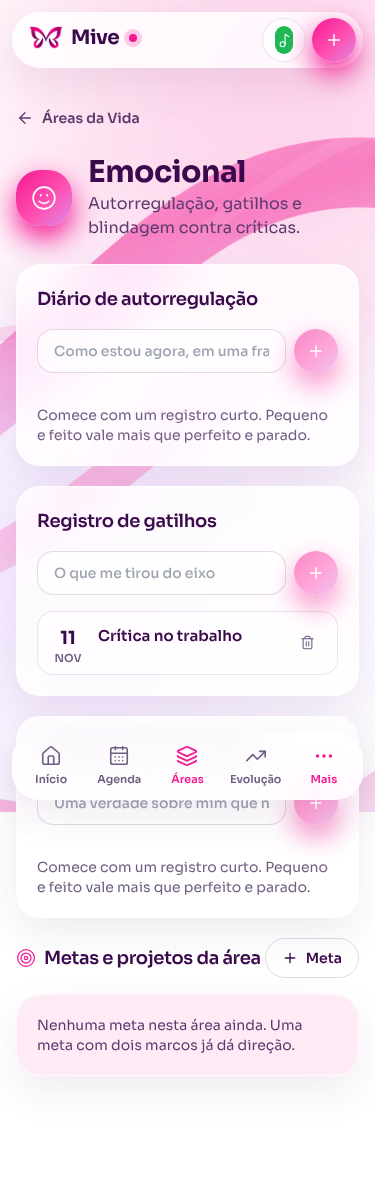 Mive
Áreas da Vida
Emocional
Autorregulação, gatilhos e
blindagem contra críticas.
Diário de autorregulação
Como estou agora, em uma fra
Comece com um registro curto. Pequeno
e feito vale mais que perfeito e parado.
Registro de gatilhos
O que me tirou do eixo
11
NOV
Crítica no trabalho
Início
Agenda
Áreas
Evolução
Mais
Uma verdade sobre mim que n
Comece com um registro curto. Pequeno
e feito vale mais que perfeito e parado.
Metas e projetos da área
Meta
Nenhuma meta nesta área ainda. Uma
meta com dois marcos já dá direção.